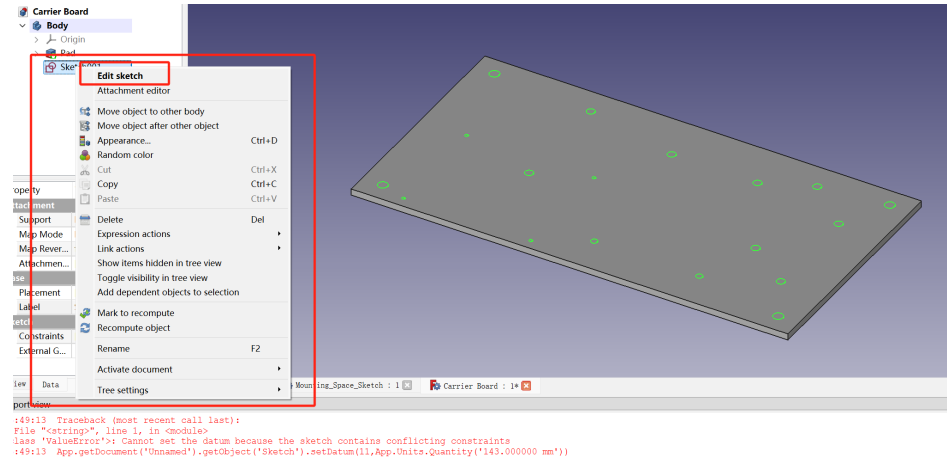 Carrier Board
Body
Origin
Pad
Edit sketch
Attachment editor
Move object to other body
Move object after other object
Appearance... Ctrl+D
Random color
Cut Ctrl+X
Copy Ctrl+C
Paste Ctrl+V
Delete Del
Expression actions
Link actions
Show items hidden in tree view
Toggle visibility in tree view
Add dependent objects to selection
Mark to recompute
Recompute object
Rename F2
Activate document
Tree settings
operty
ttachment
Support
Map Mode
Map Rever...
Attachmen...
se
Placement
Label
ketch
Constraints
External G...
iew Data
Mounting_Space_Sketch : 1
Carrier Board : 1*
port view
:49:13 Traceback (most recent call last):
File "<string>", line 1, in <module>
lass 'ValueError'>: Cannot set the datum because the sketch contains conflicting constraints
:49:13 App.getDocument('Unnamed').getObject('Sketch').setDatum(11,App.Units.Quantity('143.000000 mm'))